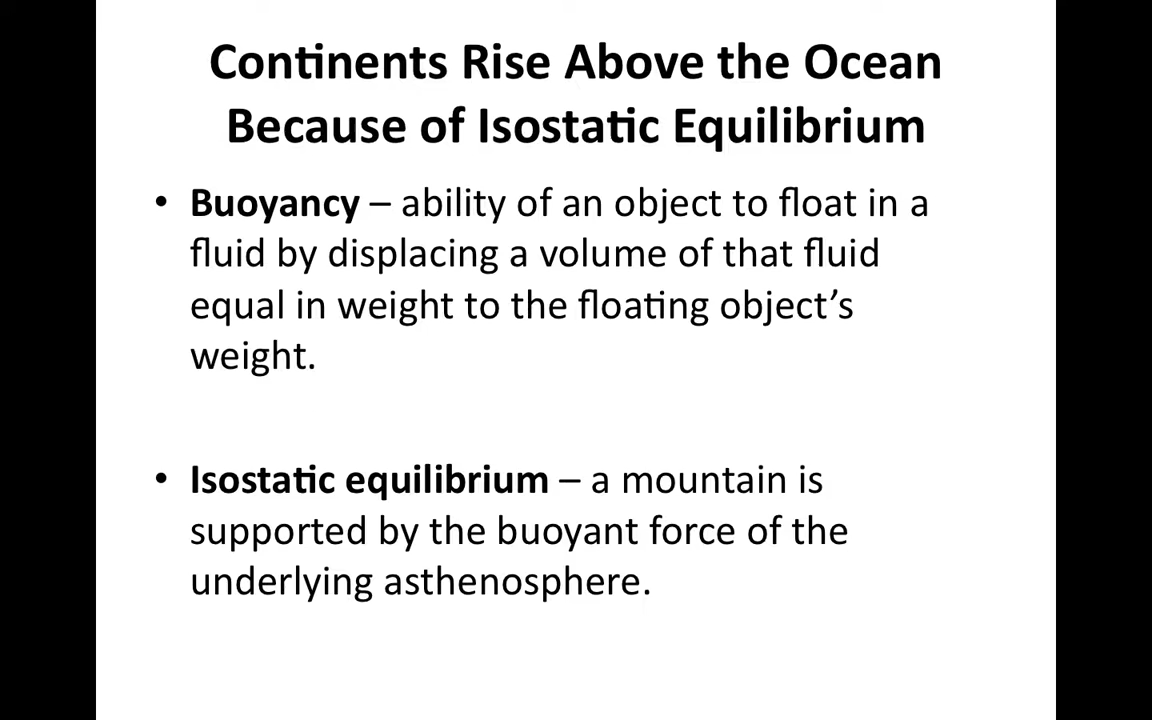 Continents Rise Above the Ocean
Because of Isostatic Equilibrium
• Buoyancy – ability of an object to float in a
fluid by displacing a volume of that fluid
equal in weight to the floating object’s
weight.
• Isostatic equilibrium – a mountain is
supported by the buoyant force of the
underlying asthenosphere.